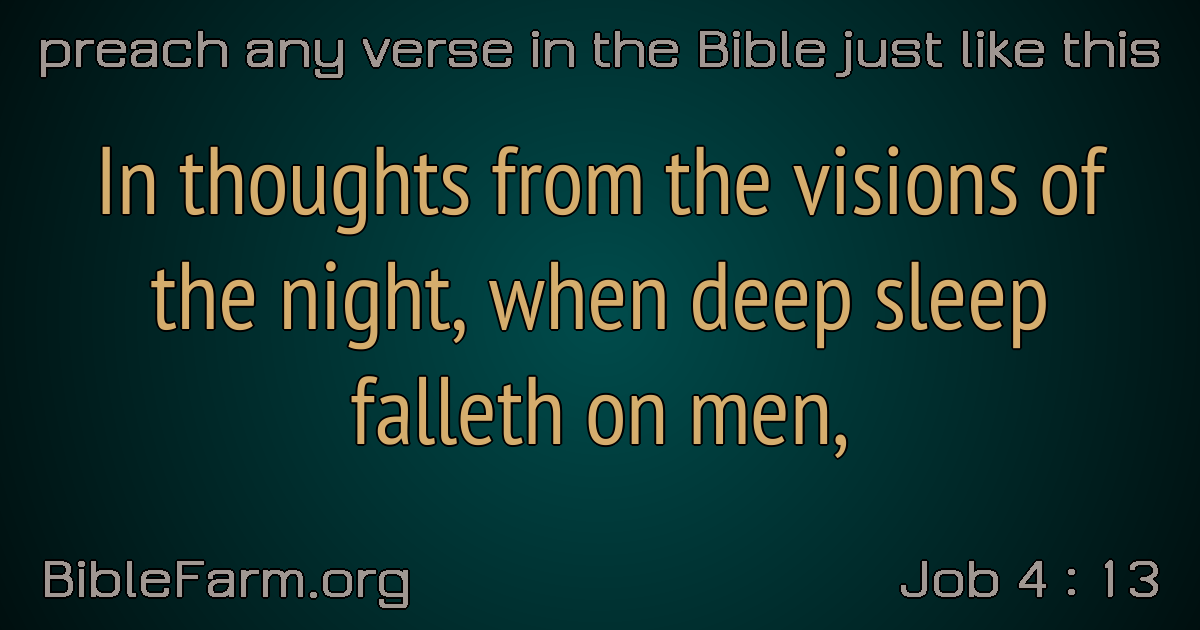 preach any verse in the Bible just like this
In thoughts from the visions of
the night, when deep sleep
falleth on men,
BibleFarm.org
Job 4 : 13